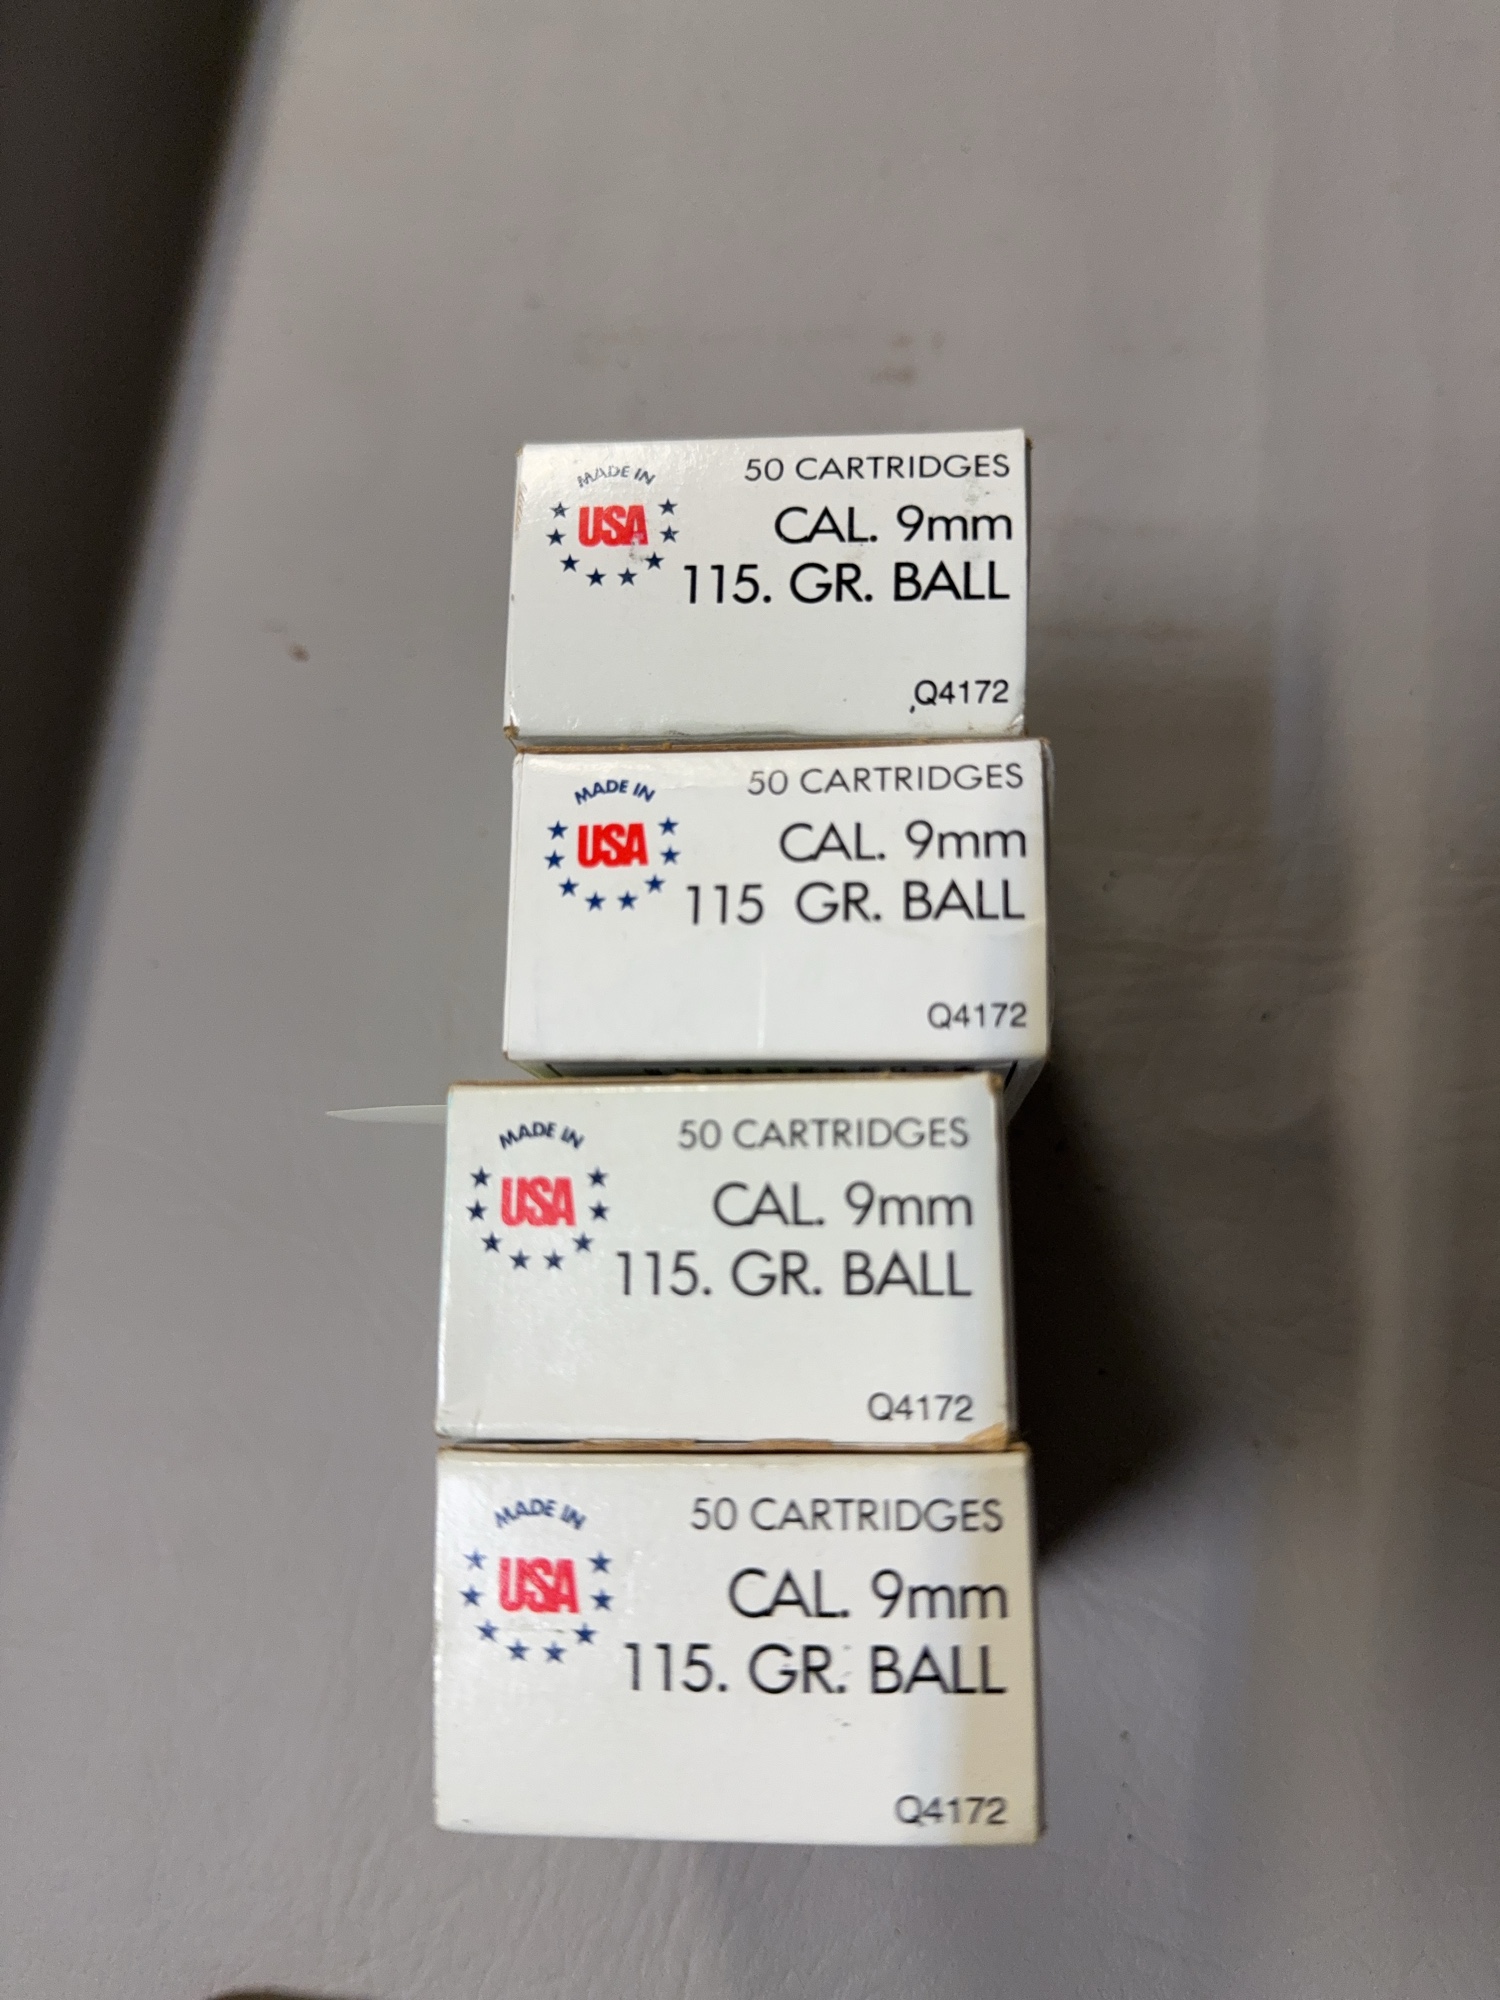 MADE IN
USA
50 CARTRIDGES
CAL. 9mm
115. GR. BALL
Q4172
MADE IN
USA
50 CARTRIDGES
CAL. 9mm
115 GR. BALL
Q4172
MADE IN
USA
50 CARTRIDGES
CAL. 9mm
115. GR. BALL
Q4172
MADE IN
USA
50 CARTRIDGES
CAL. 9mm
115. GR. BALL
Q4172